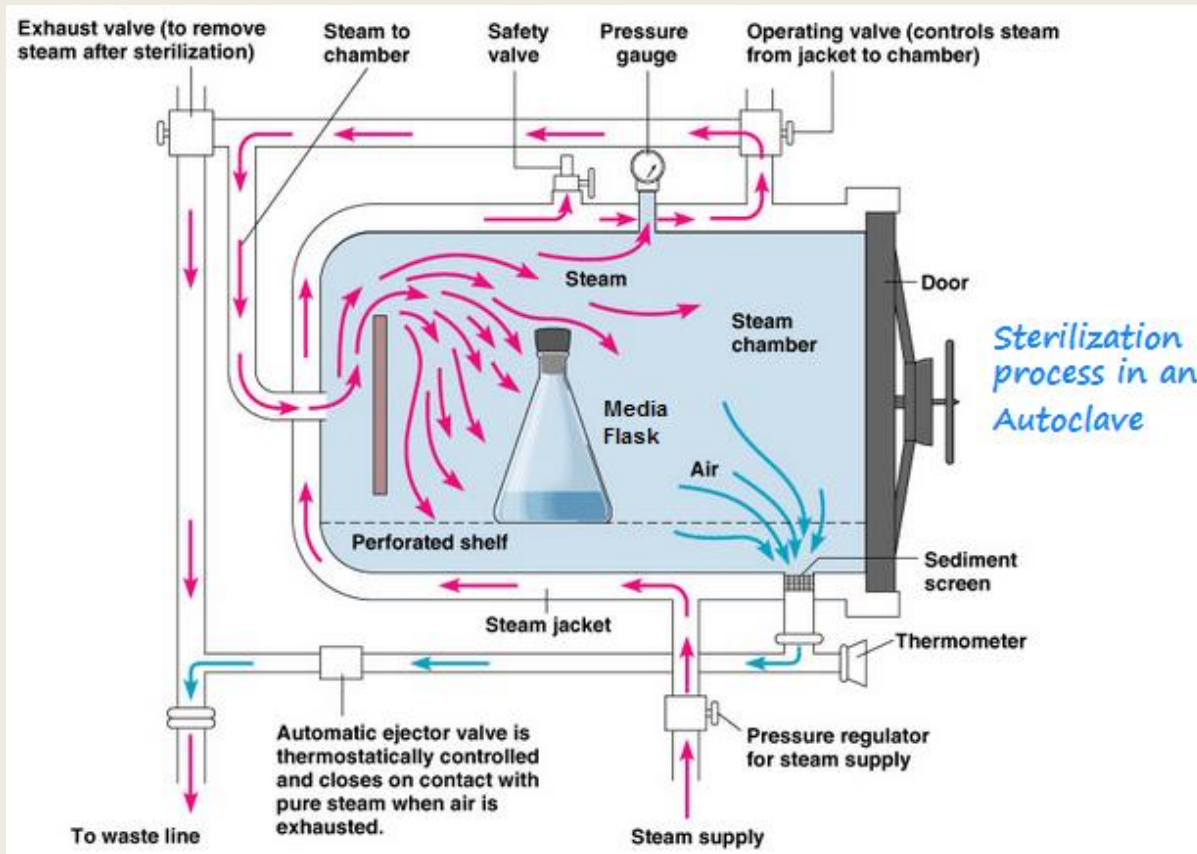 Exhaust valve (to remove
steam after sterilization)
Steam to
chamber
Safety
valve
Pressure
gauge
Operating valve (controls steam
from jacket to chamber)
Steam
Steam
chamber
Door
Sterilization
process in an
Autoclave
Media
Flask
Air
Perforated shelf
Sediment
screen
Steam jacket
Thermometer
Automatic ejector valve is
thermostatically controlled
and closes on contact with
pure steam when air is
exhausted.
Pressure regulator
for steam supply
To waste line
Steam supply